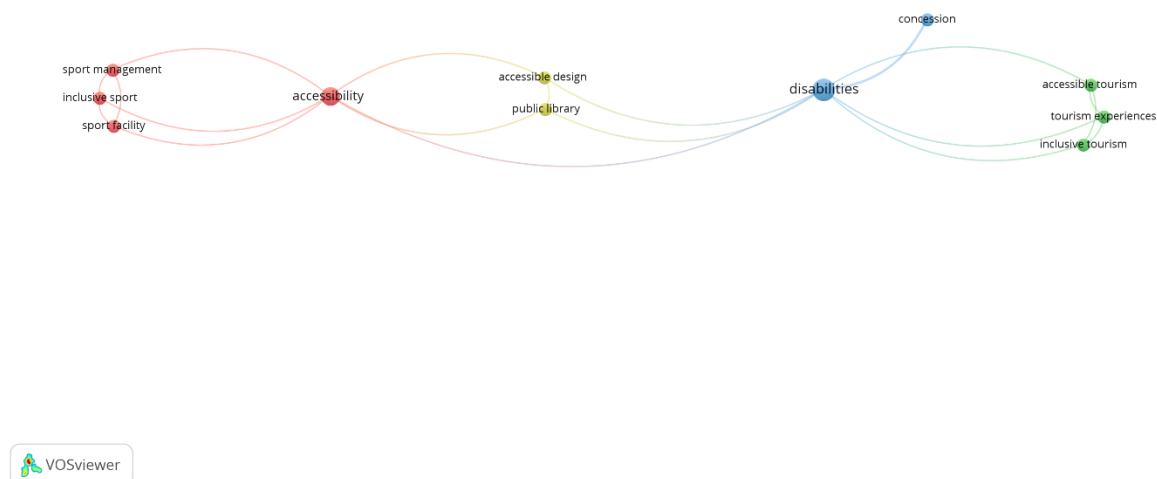 concession
sport management
accessible design
accessible tourism
disabilities
inclusive sport
accessibility
public library
tourism experiences
sport facility
inclusive tourism
VOSviewer